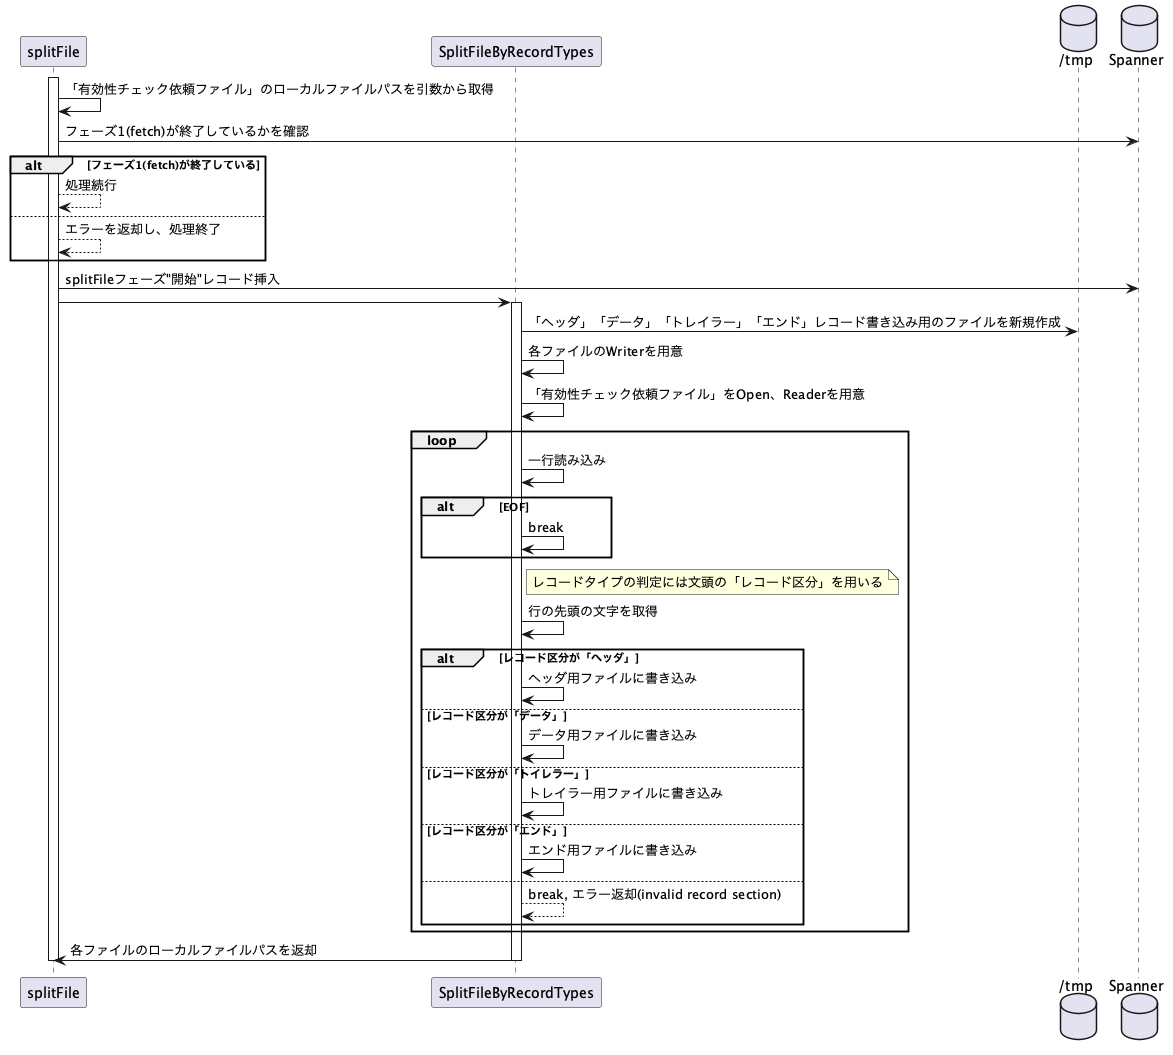 splitFile
SplitFileByRecordTypes
/tmp
Spanner
「有効性チェック依頼ファイル」のローカルファイルパスを引数から取得
フェーズ1(fetch)が終了しているかを確認
alt
[フェーズ1(fetch)が終了している]
処理続行
エラーを返却し、処理終了
splitFileフェーズ"開始"レコード挿入
「ヘッダ」「データ」「トレイラー」「エンド」レコード書き込み用のファイルを新規作成
各ファイルのWriterを用意
「有効性チェック依頼ファイル」をOpen、Readerを用意
loop
一行読み込み
alt
[EOF]
break
レコードタイプの判定には文頭の「レコード区分」を用いる
行の先頭の文字を取得
alt
[レコード区分が「ヘッダ」]
ヘッダ用ファイルに書き込み
[レコード区分が「データ」]
データ用ファイルに書き込み
[レコード区分が「トイレラー」]
トレイラー用ファイルに書き込み
[レコード区分が「エンド」]
エンド用ファイルに書き込み
break, エラー返却(invalid record section)
各ファイルのローカルファイルパスを返却
splitFile
SplitFileByRecordTypes
/tmp
Spanner